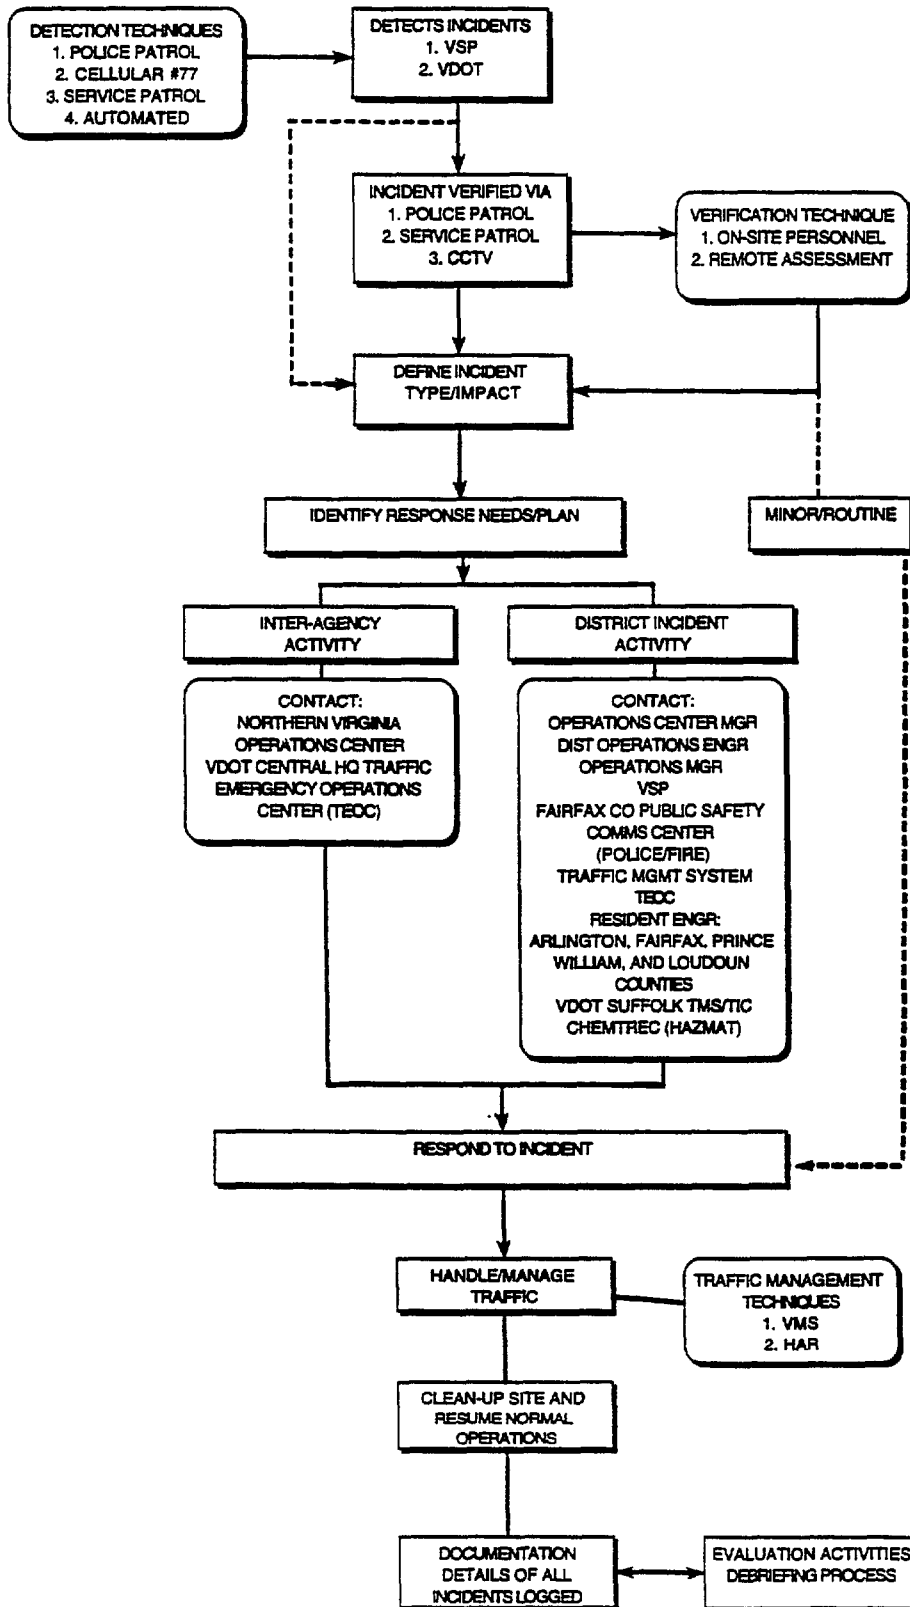 DETECTION TECHNIQUES
1. POLICE PATROL
2. CELLULAR #77
3. SERVICE PATROL
4. AUTOMATED
DETECTS INCIDENTS
1. VSP
2. VDOT
INCIDENT VERIFIED VIA
1. POLICE PATROL
2. SERVICE PATROL
3. CCTV
VERIFICATION TECHNIQUE
1. ON-SITE PERSONNEL
2. REMOTE ASSESSMENT
DEFINE INCIDENT
TYPE/IMPACT
IDENTIFY RESPONSE NEEDS/PLAN
MINOR/ROUTINE
INTER-AGENCY
ACTIVITY
DISTRICT INCIDENT
ACTIVITY
CONTACT:
NORTHERN VIRGINIA
OPERATIONS CENTER
VDOT CENTRAL HQ TRAFFIC
EMERGENCY OPERATIONS
CENTER (TEOC)
CONTACT:
OPERATIONS CENTER MGR
DIST OPERATIONS ENGR
OPERATIONS MGR
VSP
FAIRFAX CO PUBLIC SAFETY
COMMS CENTER
(POLICE/FIRE)
TRAFFIC MGMT SYSTEM
TEOC
RESIDENT ENGR:
ARLINGTON, FAIRFAX, PRINCE
WILLIAM, AND LOUDOUN
COUNTIES
VDOT SUFFOLK TMS/TIC
CHEMTREC (HAZMAT)
RESPOND TO INCIDENT
HANDLE/MANAGE
TRAFFIC
TRAFFIC MANAGEMENT
TECHNIQUES
1. VMS
2. HAR
CLEAN-UP SITE AND
RESUME NORMAL
OPERATIONS
DOCUMENTATION
DETAILS OF ALL
INCIDENTS LOGGED
EVALUATION ACTIVITIES
DEBRIEFING PROCESS